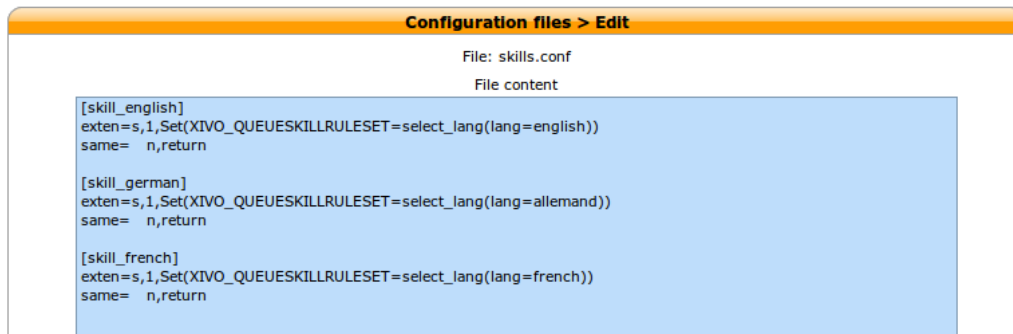 Configuration files > Edit
File: skills.conf
File content
[skill_english]
exten=s,1,Set(XIVO_QUEUESKILLRULESET=select_lang(lang=english))
same=   n,return
[skill_german]
exten=s,1,Set(XIVO_QUEUESKILLRULESET=select_lang(lang=allemand))
same=   n,return
[skill_french]
exten=s,1,Set(XIVO_QUEUESKILLRULESET=select_lang(lang=french))
same=   n,return